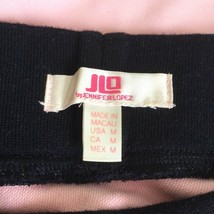 JLO
BY JENNIFER LOPEZ
MADE IN
MACAU
USA M
CA M
MEX M